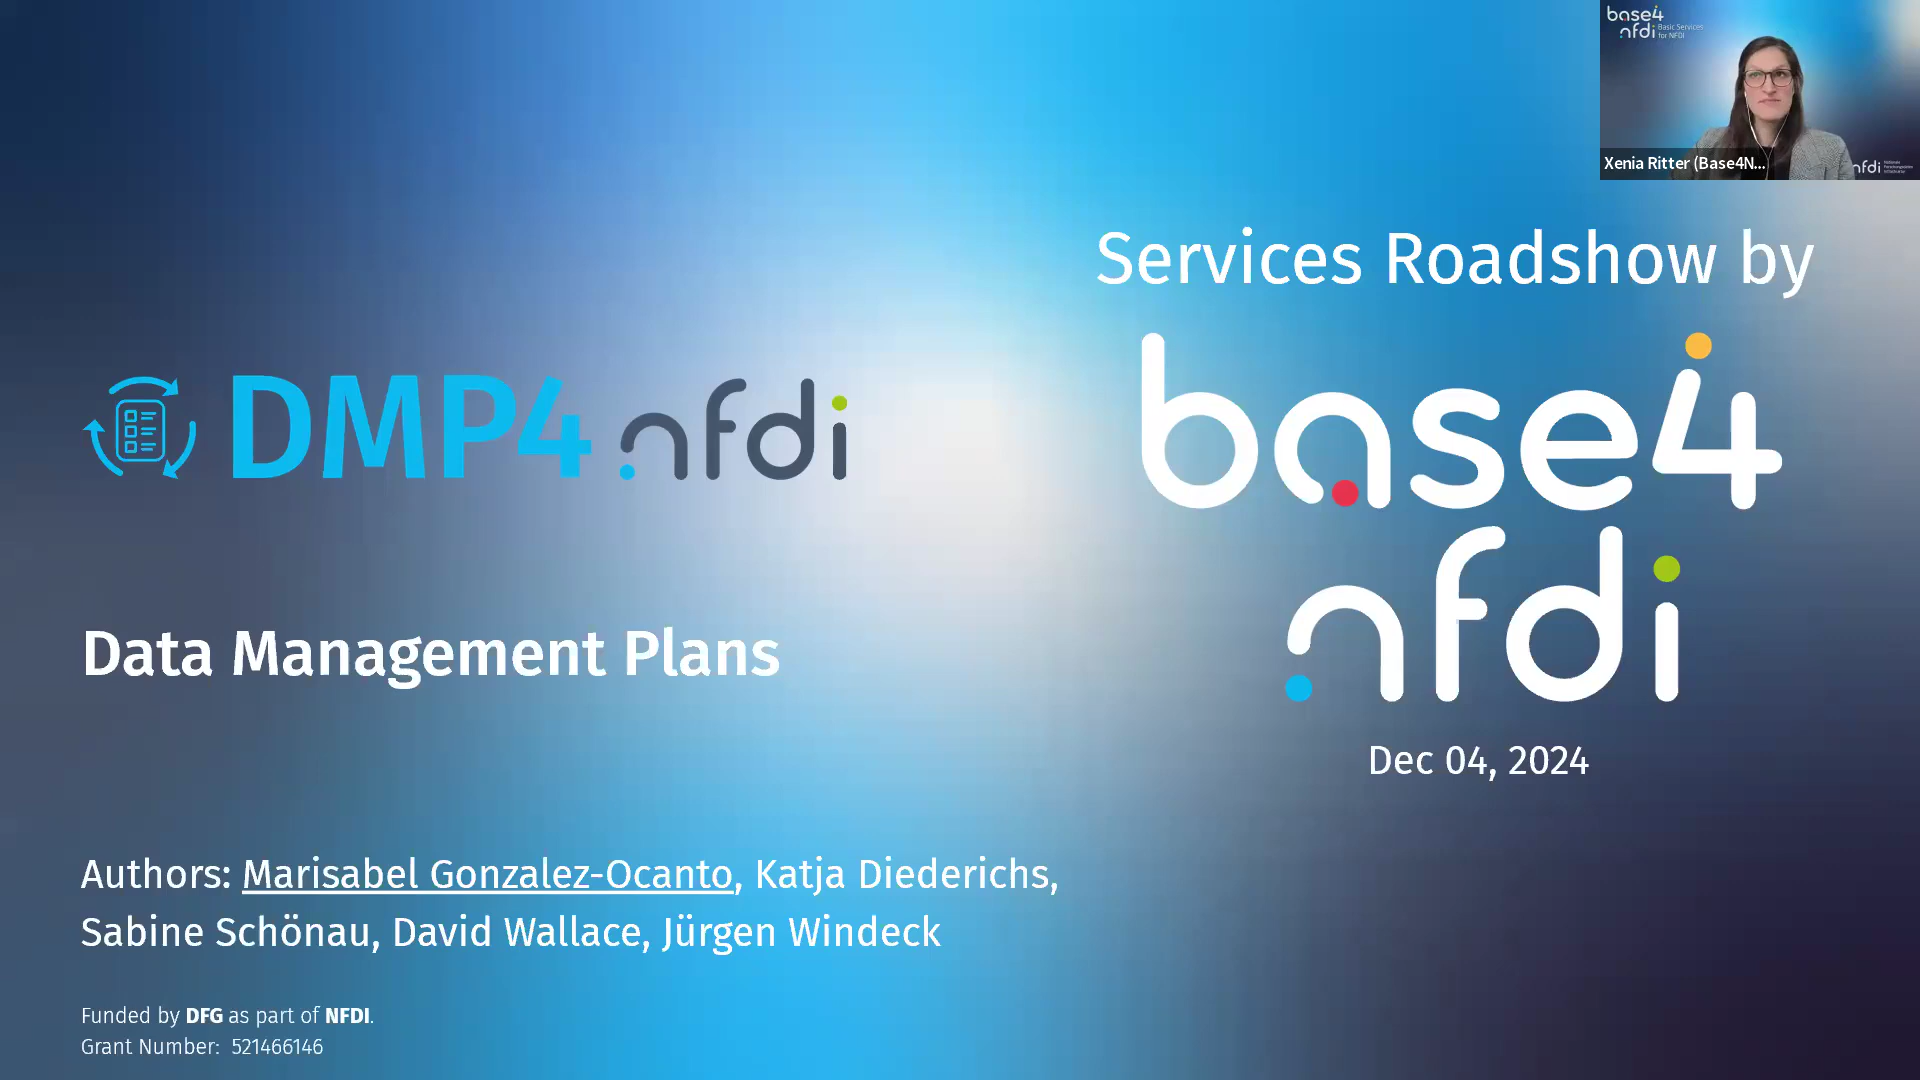 base4
nfdi Basic Services
for NFDI
Xenia Ritter (Base4N...
nfdi
Services Roadshow by
base4
nfdi
DMP4 nfdi
Data Management Plans
Dec 04, 2024
Authors: Marisabel Gonzalez-Ocanto, Katja Diederichs,
Sabine Schönau, David Wallace, Jürgen Windeck
Funded by DFG as part of NFDI.
Grant Number: 521466146